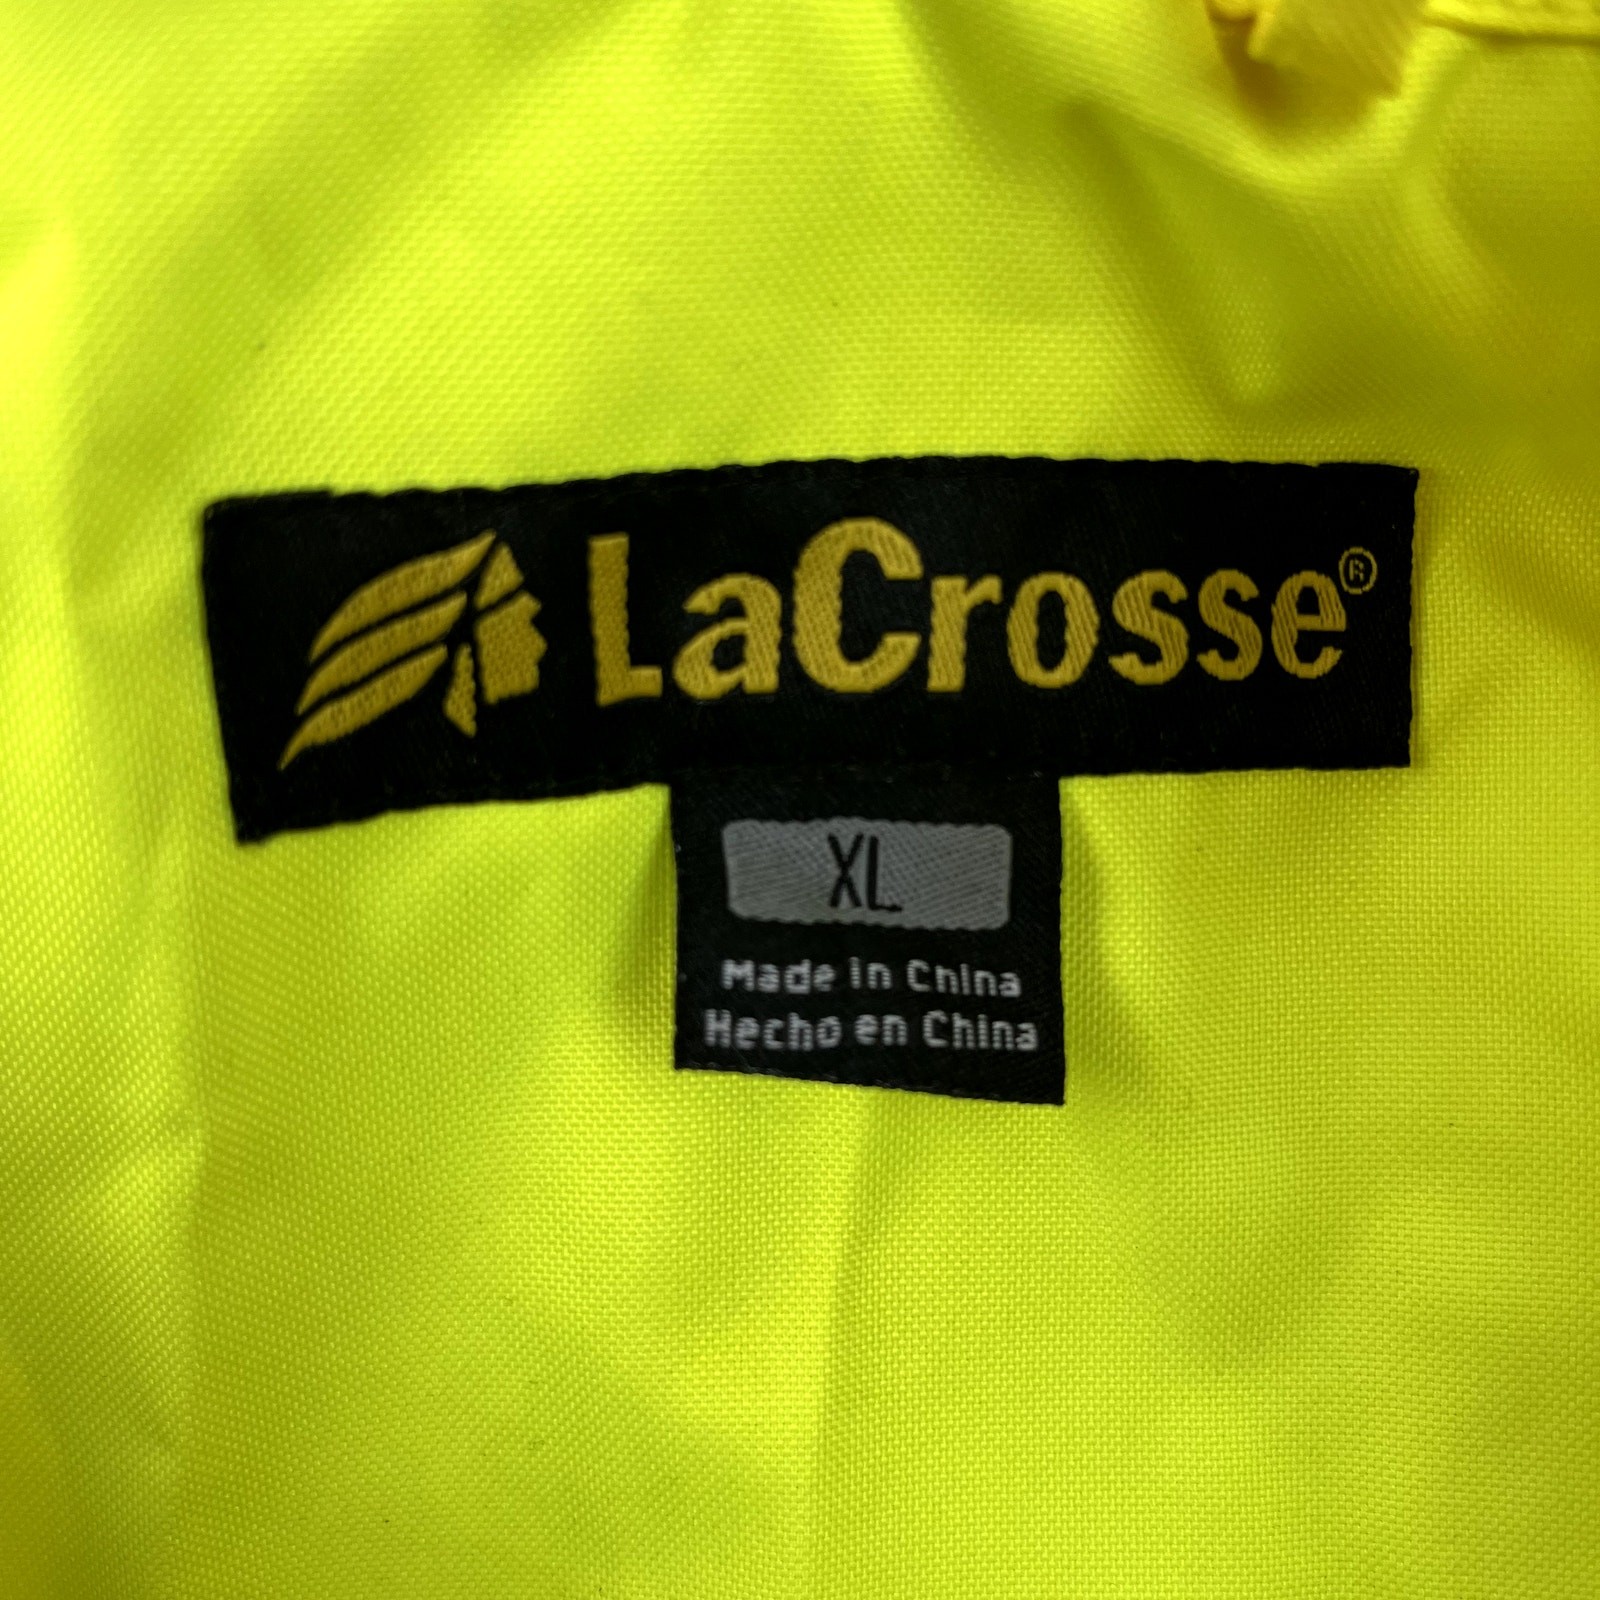 LaCrosse®
XL
Made in China
Hecho en China